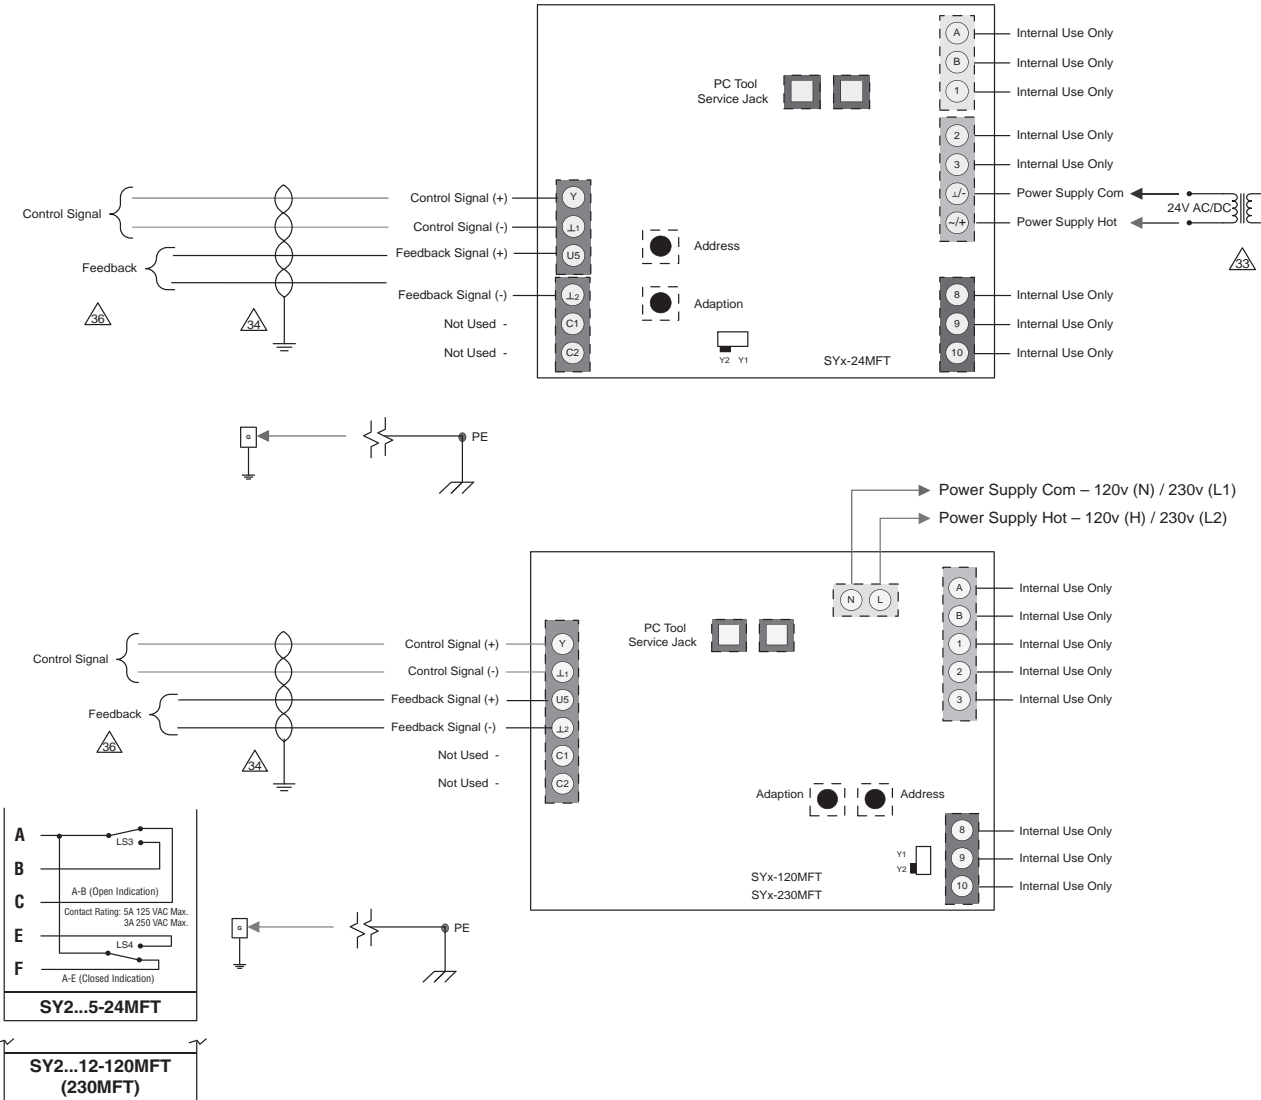 A Internal Use Only
B Internal Use Only
1 Internal Use Only
PC Tool
Service Jack
2 Internal Use Only
3 Internal Use Only
⊥/- Power Supply Com
~/+ Power Supply Hot
24V AC/DC
33
Control Signal
Control Signal (+) Y
Control Signal (-) ⊥1
Feedback
Feedback Signal (+) U5
Feedback Signal (-) ⊥2
Not Used - C1
Not Used - C2
36
34
Address
Adaption
Y2 Y1
SYx-24MFT
8 Internal Use Only
9 Internal Use Only
10 Internal Use Only
G
PE
Power Supply Com – 120v (N) / 230v (L1)
Power Supply Hot – 120v (H) / 230v (L2)
N L
A Internal Use Only
B Internal Use Only
1 Internal Use Only
2 Internal Use Only
3 Internal Use Only
PC Tool
Service Jack
Control Signal
Control Signal (+) Y
Control Signal (-) ⊥1
Feedback
Feedback Signal (+) U5
Feedback Signal (-) ⊥2
Not Used - C1
Not Used - C2
36
34
Adaption
Address
Y1
Y2
SYx-120MFT
SYx-230MFT
8 Internal Use Only
9 Internal Use Only
10 Internal Use Only
G
PE
A
LS3
B
A-B (Open Indication)
C
Contact Rating: 5A 125 VAC Max.
3A 250 VAC Max.
E
LS4
F
A-E (Closed Indication)
SY2...5-24MFT
SY2...12-120MFT
(230MFT)